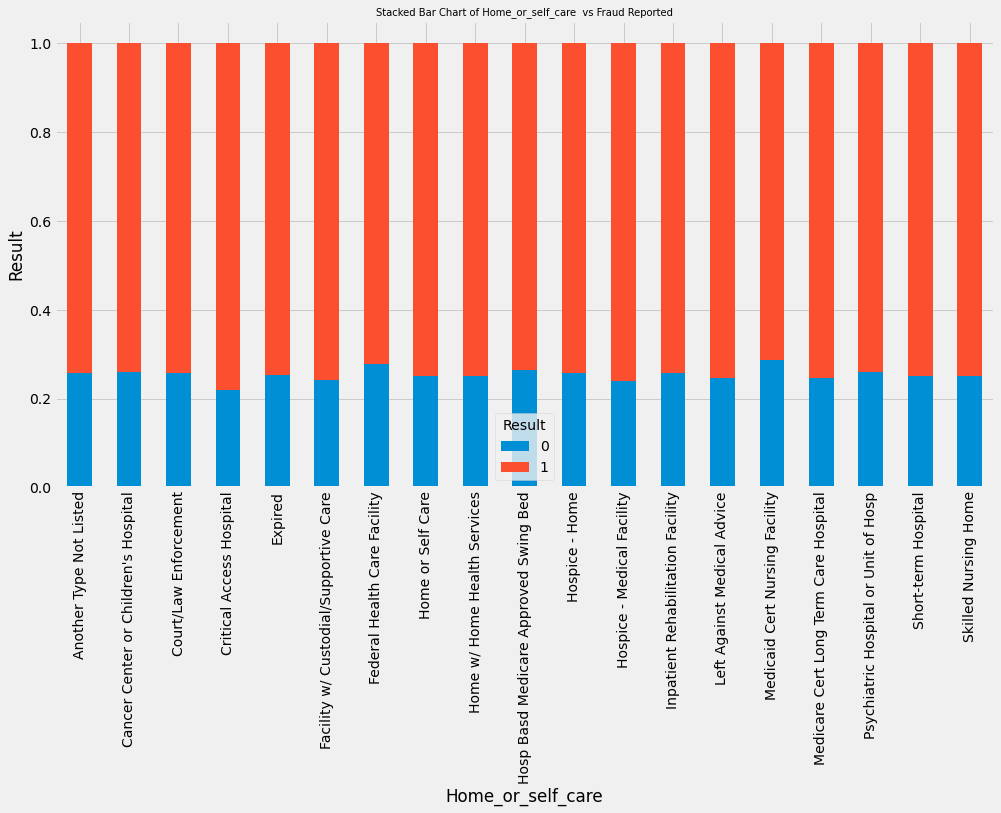 Stacked Bar Chart of Home_or_self_care  vs Fraud Reported
Result
1.0
0.8
0.6
0.4
0.2
0.0
Result
0
1
Another Type Not Listed
Cancer Center or Children's Hospital
Court/Law Enforcement
Critical Access Hospital
Expired
Facility w/ Custodial/Supportive Care
Federal Health Care Facility
Home or Self Care
Home w/ Home Health Services
Hosp Basd Medicare Approved Swing Bed
Hospice - Home
Hospice - Medical Facility
Inpatient Rehabilitation Facility
Left Against Medical Advice
Medicaid Cert Nursing Facility
Medicare Cert Long Term Care Hospital
Psychiatric Hospital or Unit of Hosp
Short-term Hospital
Skilled Nursing Home
Home_or_self_care